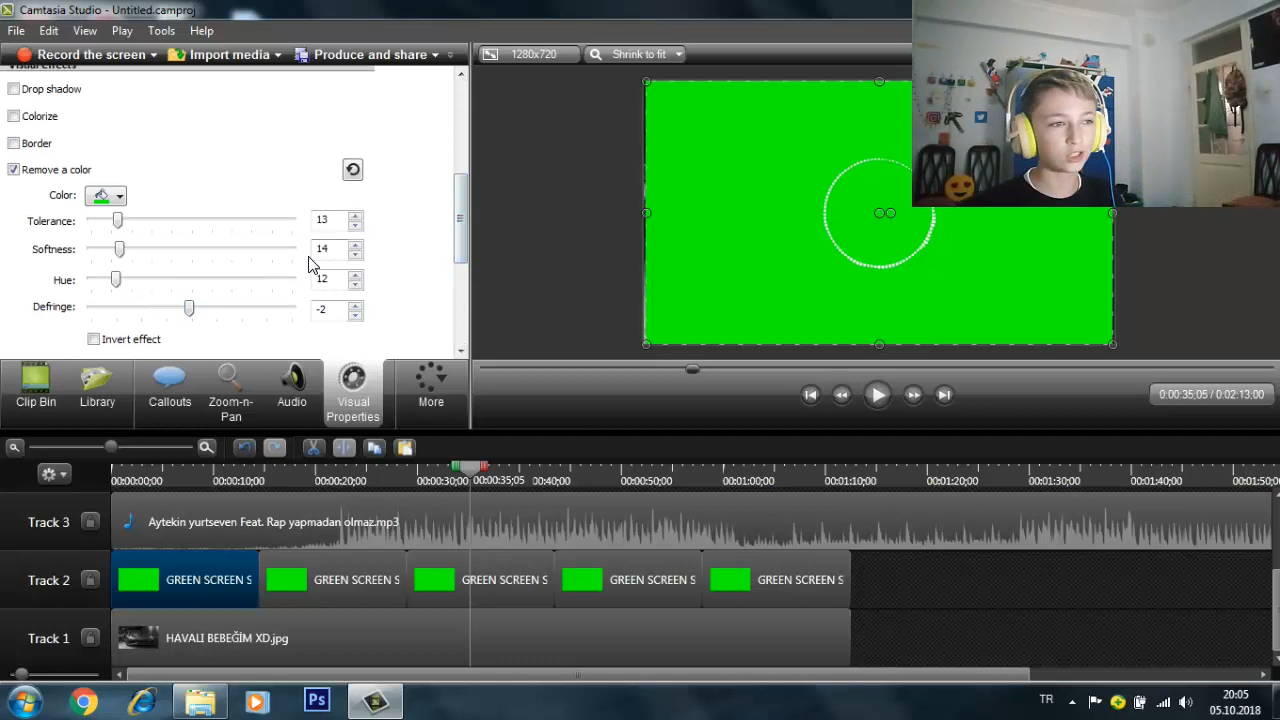 Camtasia Studio - Untitled.camproj
File Edit View Play Tools Help
Record the screen Import media Produce and share
1280x720 Shrink to fit
Visual Effects
Drop shadow
Colorize
Border
Remove a color
Color:
Tolerance: 13
Softness: 14
Hue: 12
Defringe: -2
Invert effect
Clip Bin Library Callouts Zoom-n-Pan Audio Visual Properties More
0:00:35;05 / 0:02:13;00
00:00:00;00 00:00:10;00 00:00:20;00 00:00:30;00 00:00:35;05 00:00:40;00 00:00:50;00 00:01:00;00 00:01:10;00 00:01:20;00 00:01:30;00 00:01:40;00 00:01:50;0
Track 3 Aytekin yurtseven Feat. Rap yapmadan olmaz.mp3
Track 2 GREEN SCREEN S GREEN SCREEN S GREEN SCREEN S GREEN SCREEN S GREEN SCREEN S
Track 1 HAVALI BEBEĞİM XD.jpg
Ps TR 20:05
05.10.2018